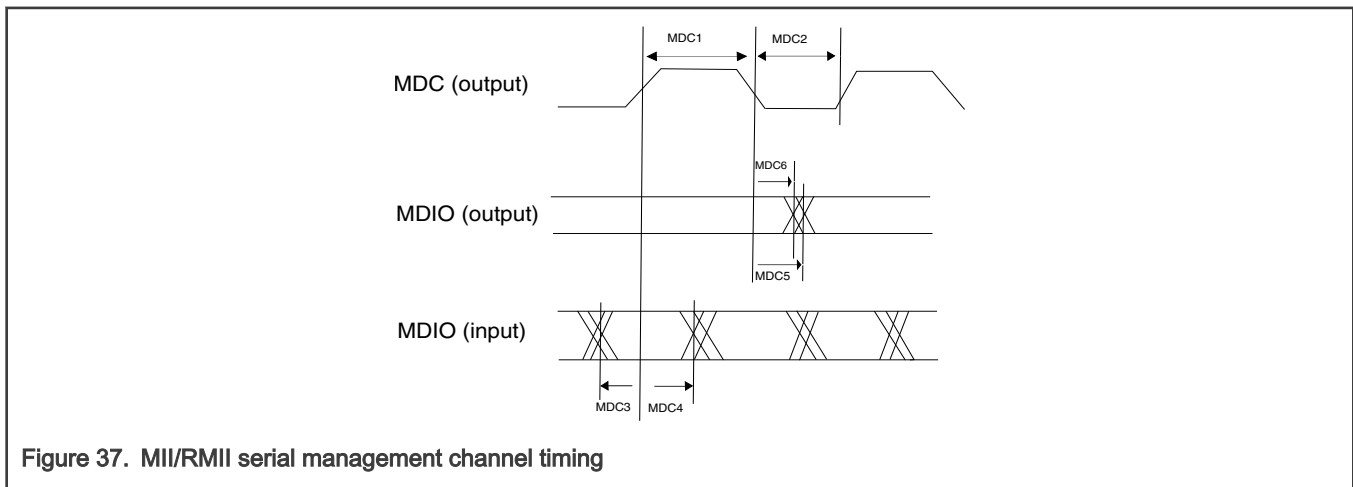 MDC1
MDC2
MDC (output)
MDC6
MDIO (output)
MDC5
MDIO (input)
MDC3
MDC4
Figure 37. MII/RMII serial management channel timing